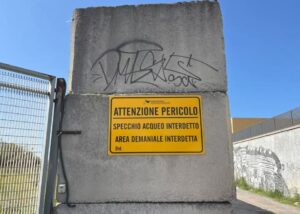 ATTENZIONE PERICOLO
SPECCHIO ACQUEO INTERDETTO
AREA DEMANIALE INTERDETTA